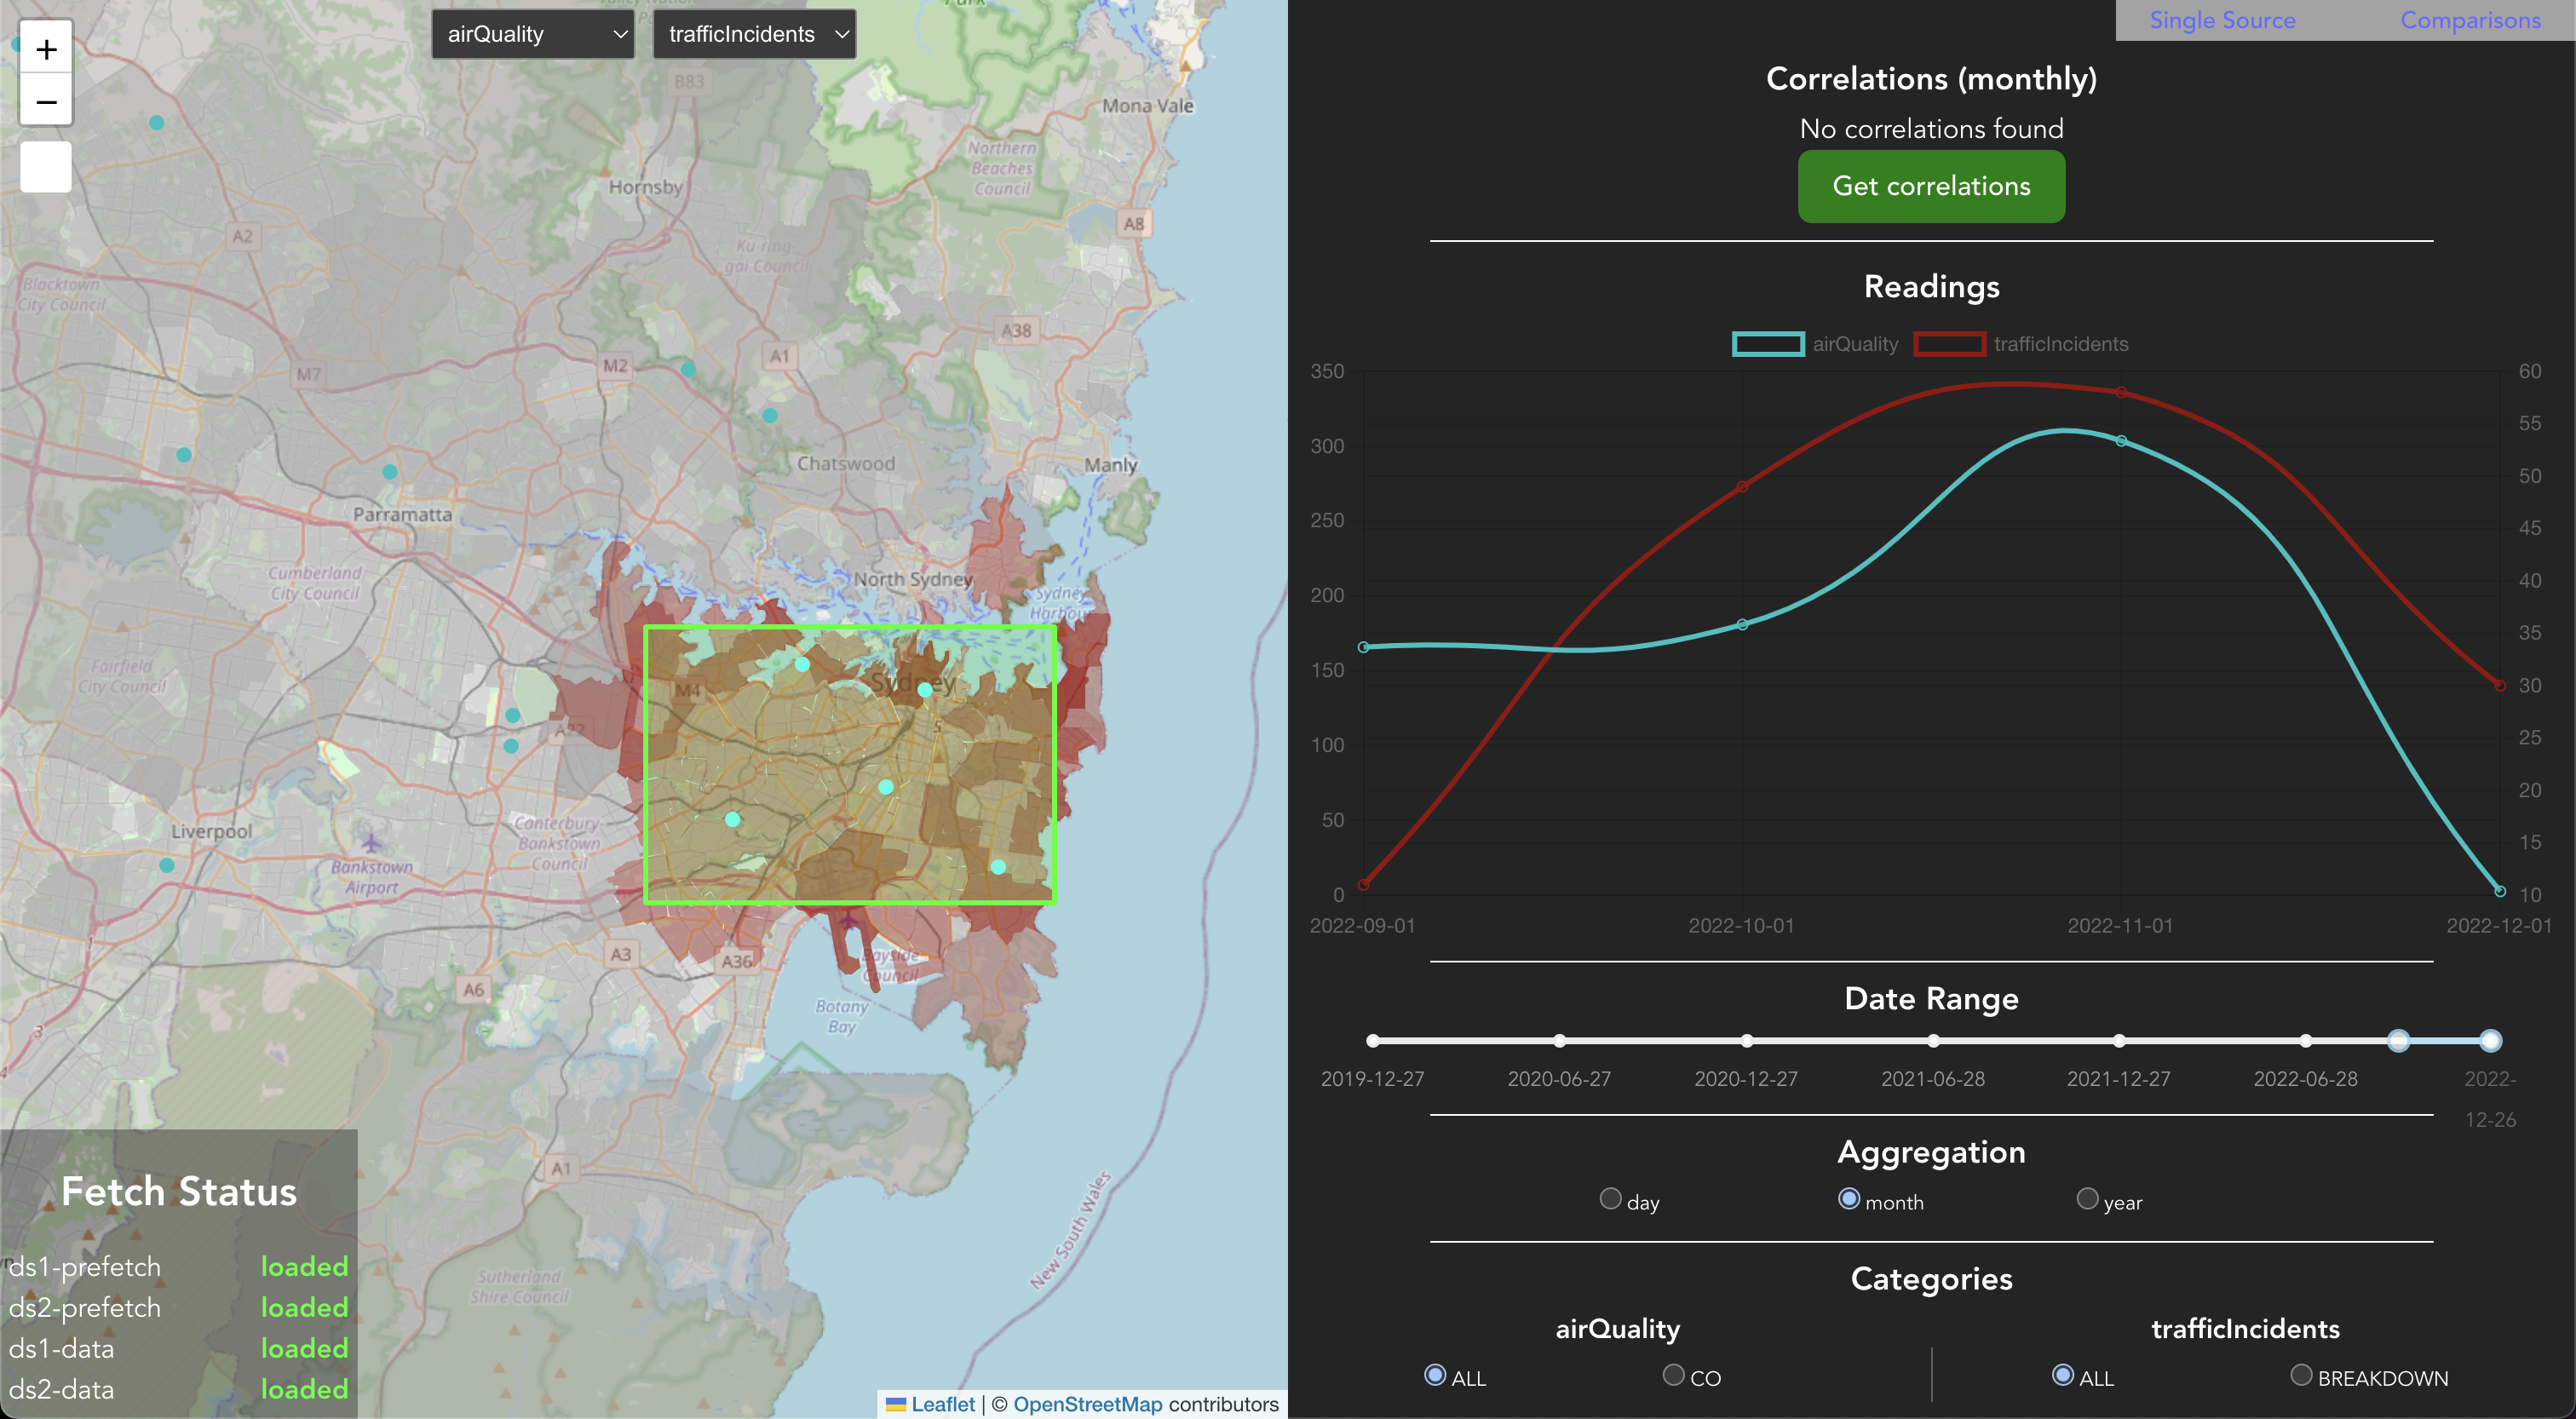 airQuality
trafficIncidents
+
−
Park
B83
Mona Vale
Northern
Beaches
Council
Hornsby
A2
A8
Ku-ring-
gai Council
Blacktown
City Council
A38
M7
M2
A1
Chatswood
Manly
Parramatta
Cumberland
City Council
North Sydney
Sydney
Harbour
Fairfield
City Council
M4
Sydney
A22
Liverpool
Canterbury-
Bankstown
Council
Bankstown
Airport
A3
A36
Bayside
Council
A6
Botany
Bay
3
A1
New South Wales
Sutherland
Shire Council
Fetch Status
ds1-prefetch loaded
ds2-prefetch loaded
ds1-data loaded
ds2-data loaded
Leaflet | © OpenStreetMap contributors
Single Source Comparisons
Correlations (monthly)
No correlations found
Get correlations
Readings
airQuality trafficIncidents
350 60
55
300
50
250
45
40
200
35
150
30
100 25
20
50
15
0 10
2022-09-01 2022-10-01 2022-11-01 2022-12-01
Date Range
2019-12-27 2020-06-27 2020-12-27 2021-06-28 2021-12-27 2022-06-28 2022-
12-26
Aggregation
day month year
Categories
airQuality trafficIncidents
ALL CO ALL BREAKDOWN